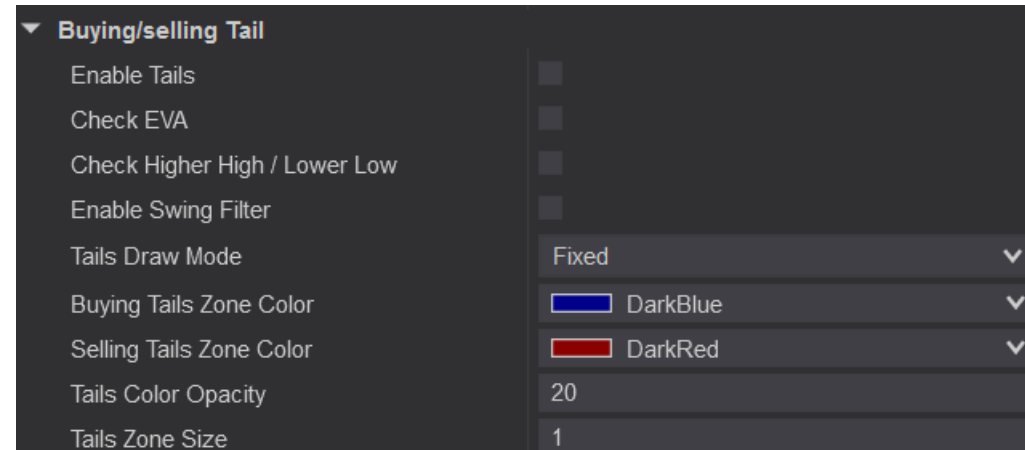 Buying/selling Tail
Enable Tails
Check EVA
Check Higher High / Lower Low
Enable Swing Filter
Tails Draw Mode Fixed
Buying Tails Zone Color DarkBlue
Selling Tails Zone Color DarkRed
Tails Color Opacity 20
Tails Zone Size 1